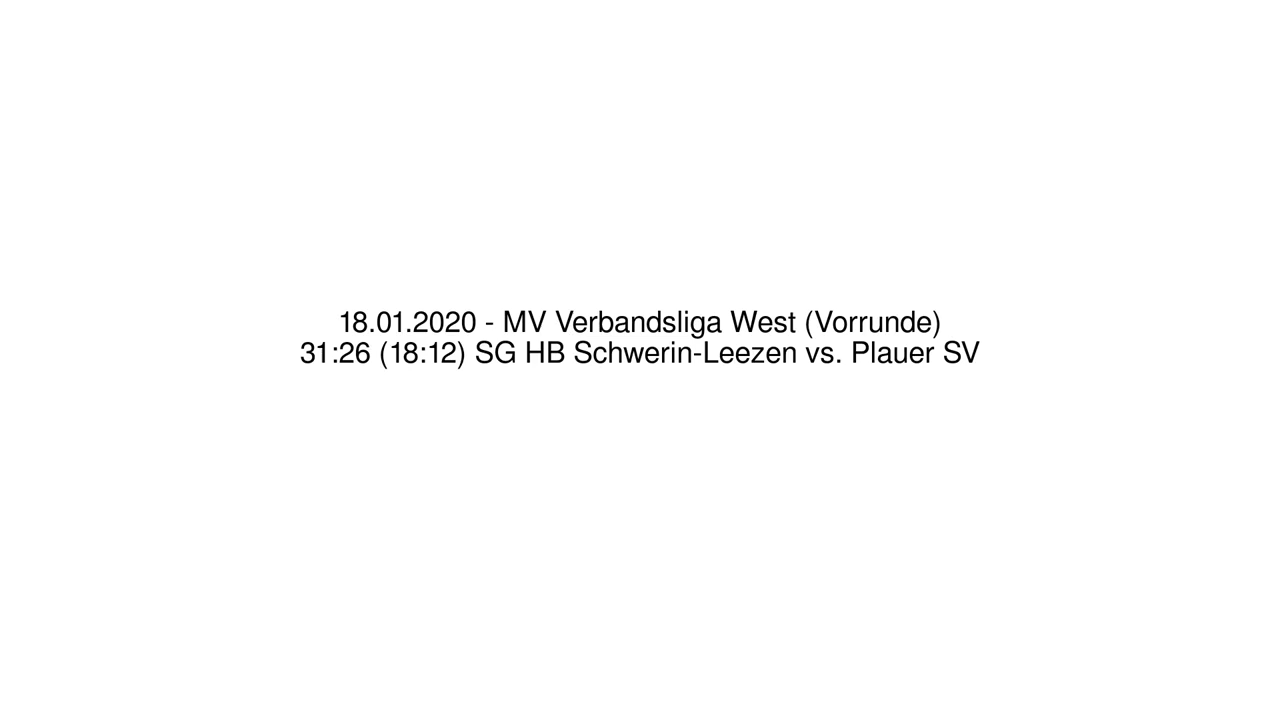 18.01.2020 - MV Verbandsliga West (Vorrunde)
31:26 (18:12) SG HB Schwerin-Leezen vs. Plauer SV